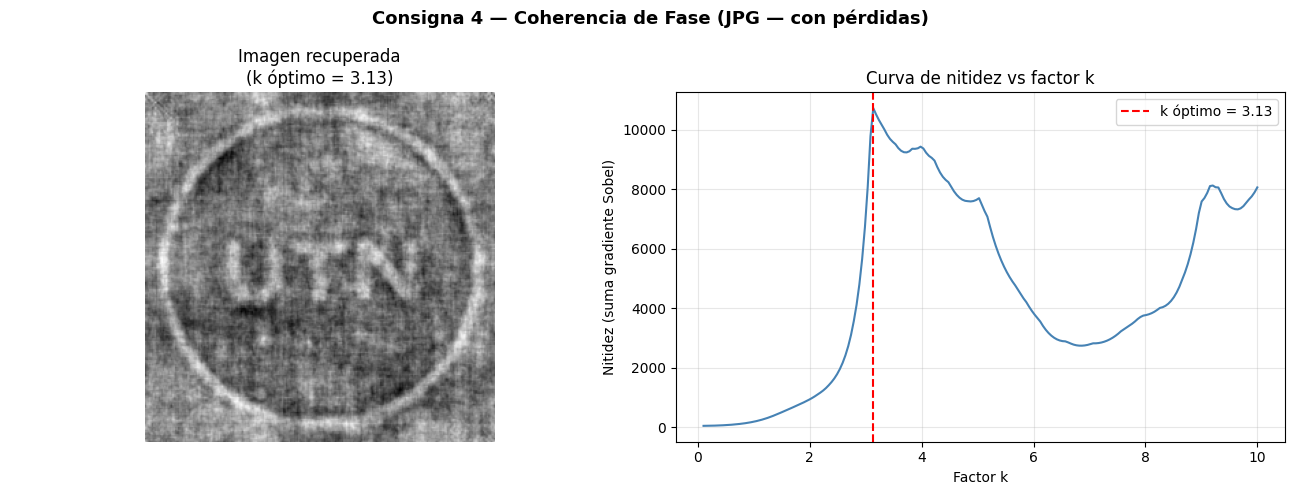 Consigna 4 — Coherencia de Fase (JPG — con pérdidas)
Imagen recuperada
(k óptimo = 3.13)
UTN
Curva de nitidez vs factor k
k óptimo = 3.13
Nitidez (suma gradiente Sobel)
10000
8000
6000
4000
2000
0
0 2 4 6 8 10
Factor k